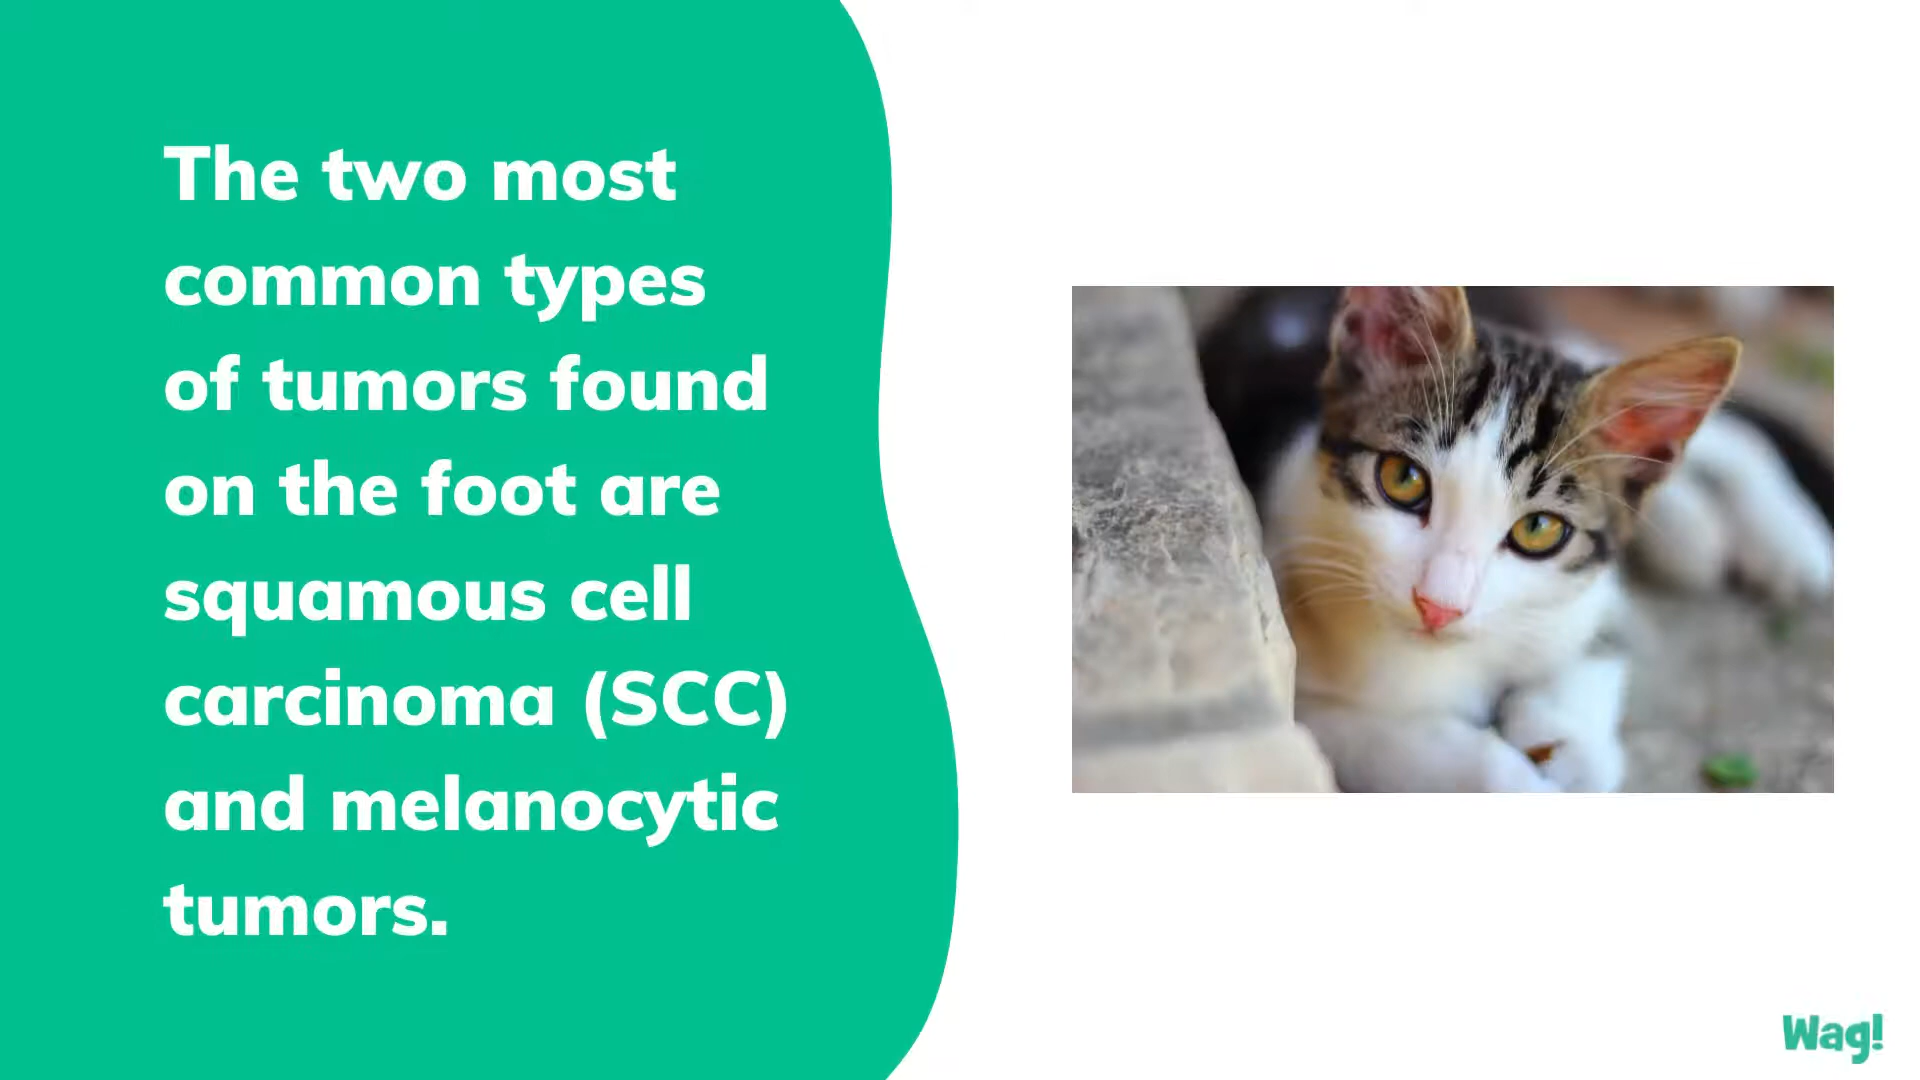 The two most
common types
of tumors found
on the foot are
squamous cell
carcinoma (SCC)
and melanocytic
tumors.
Wag!